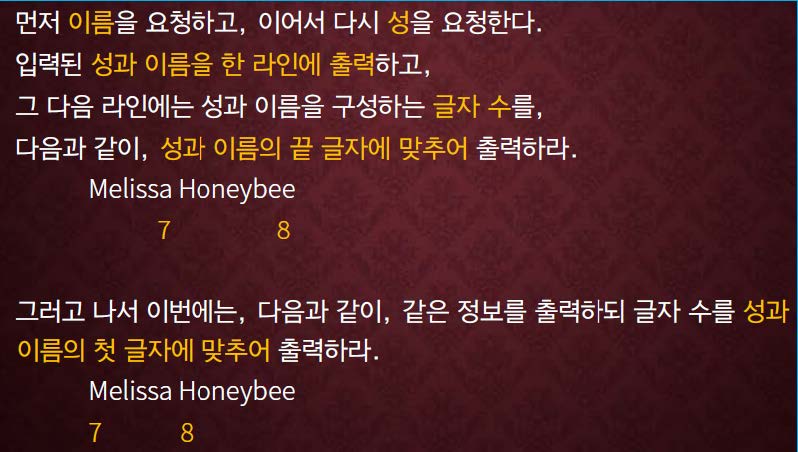 먼저 이름을 요청하고, 이어서 다시 성을 요청한다.
입력된 성과 이름을 한 라인에 출력하고,
그 다음 라인에는 성과 이름을 구성하는 글자 수를,
다음과 같이, 성과 이름의 끝 글자에 맞추어 출력하라.
Melissa Honeybee
7 8
그러고 나서 이번에는, 다음과 같이, 같은 정보를 출력하되 글자 수를 성과
이름의 첫 글자에 맞추어 출력하라.
Melissa Honeybee
7 8